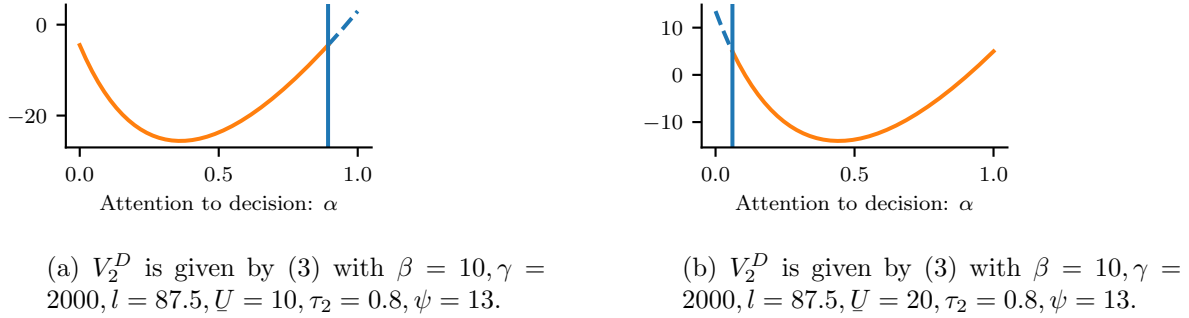 0
−20
0.0 0.5 1.0
Attention to decision: α
(a) V₂ᴰ is given by (3) with β = 10, γ =
2000, l = 87.5, U̲ = 10, τ₂ = 0.8, ψ = 13.
10
0
−10
0.0 0.5 1.0
Attention to decision: α
(b) V₂ᴰ is given by (3) with β = 10, γ =
2000, l = 87.5, U̲ = 20, τ₂ = 0.8, ψ = 13.